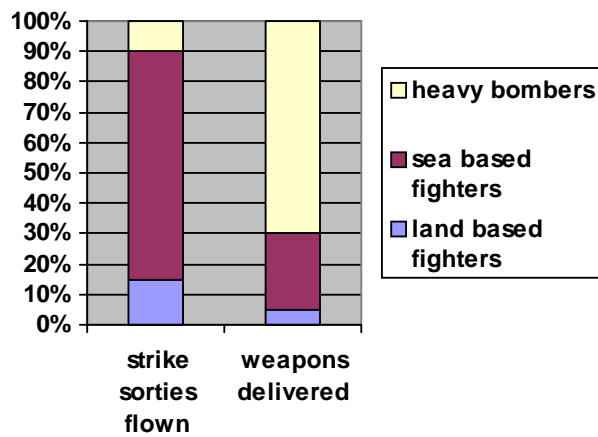 100%
90%
80%
70%
60%
50%
40%
30%
20%
10%
0%
strike
sorties
flown
weapons
delivered
heavy bombers
sea based
fighters
land based
fighters